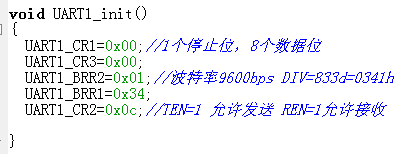 void UART1_init()
{
UART1_CR1=0x00;//1个停止位，8个数据位
UART1_CR3=0x00;
UART1_BRR2=0x01;//波特率9600bps DIV=833d=0341h
UART1_BRR1=0x34;
UART1_CR2=0x0c;//TEN=1 允许发送 REN=1允许接收
}